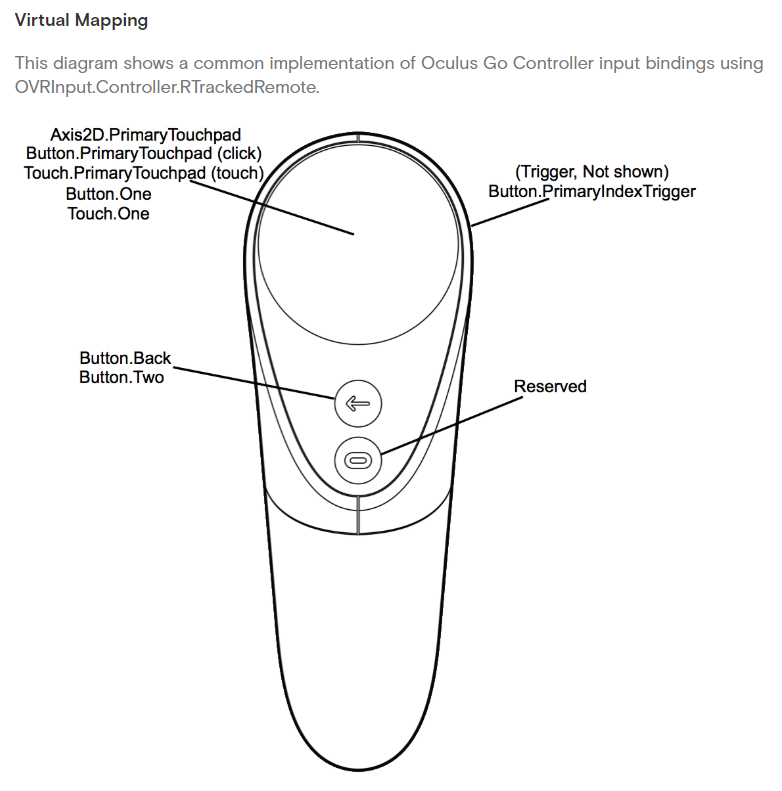 Virtual Mapping
This diagram shows a common implementation of Oculus Go Controller input bindings using
OVRInput.Controller.RTrackedRemote.
Axis2D.PrimaryTouchpad
Button.PrimaryTouchpad (click)
Touch.PrimaryTouchpad (touch)
Button.One
Touch.One
(Trigger, Not shown)
Button.PrimaryIndexTrigger
Button.Back
Button.Two
Reserved